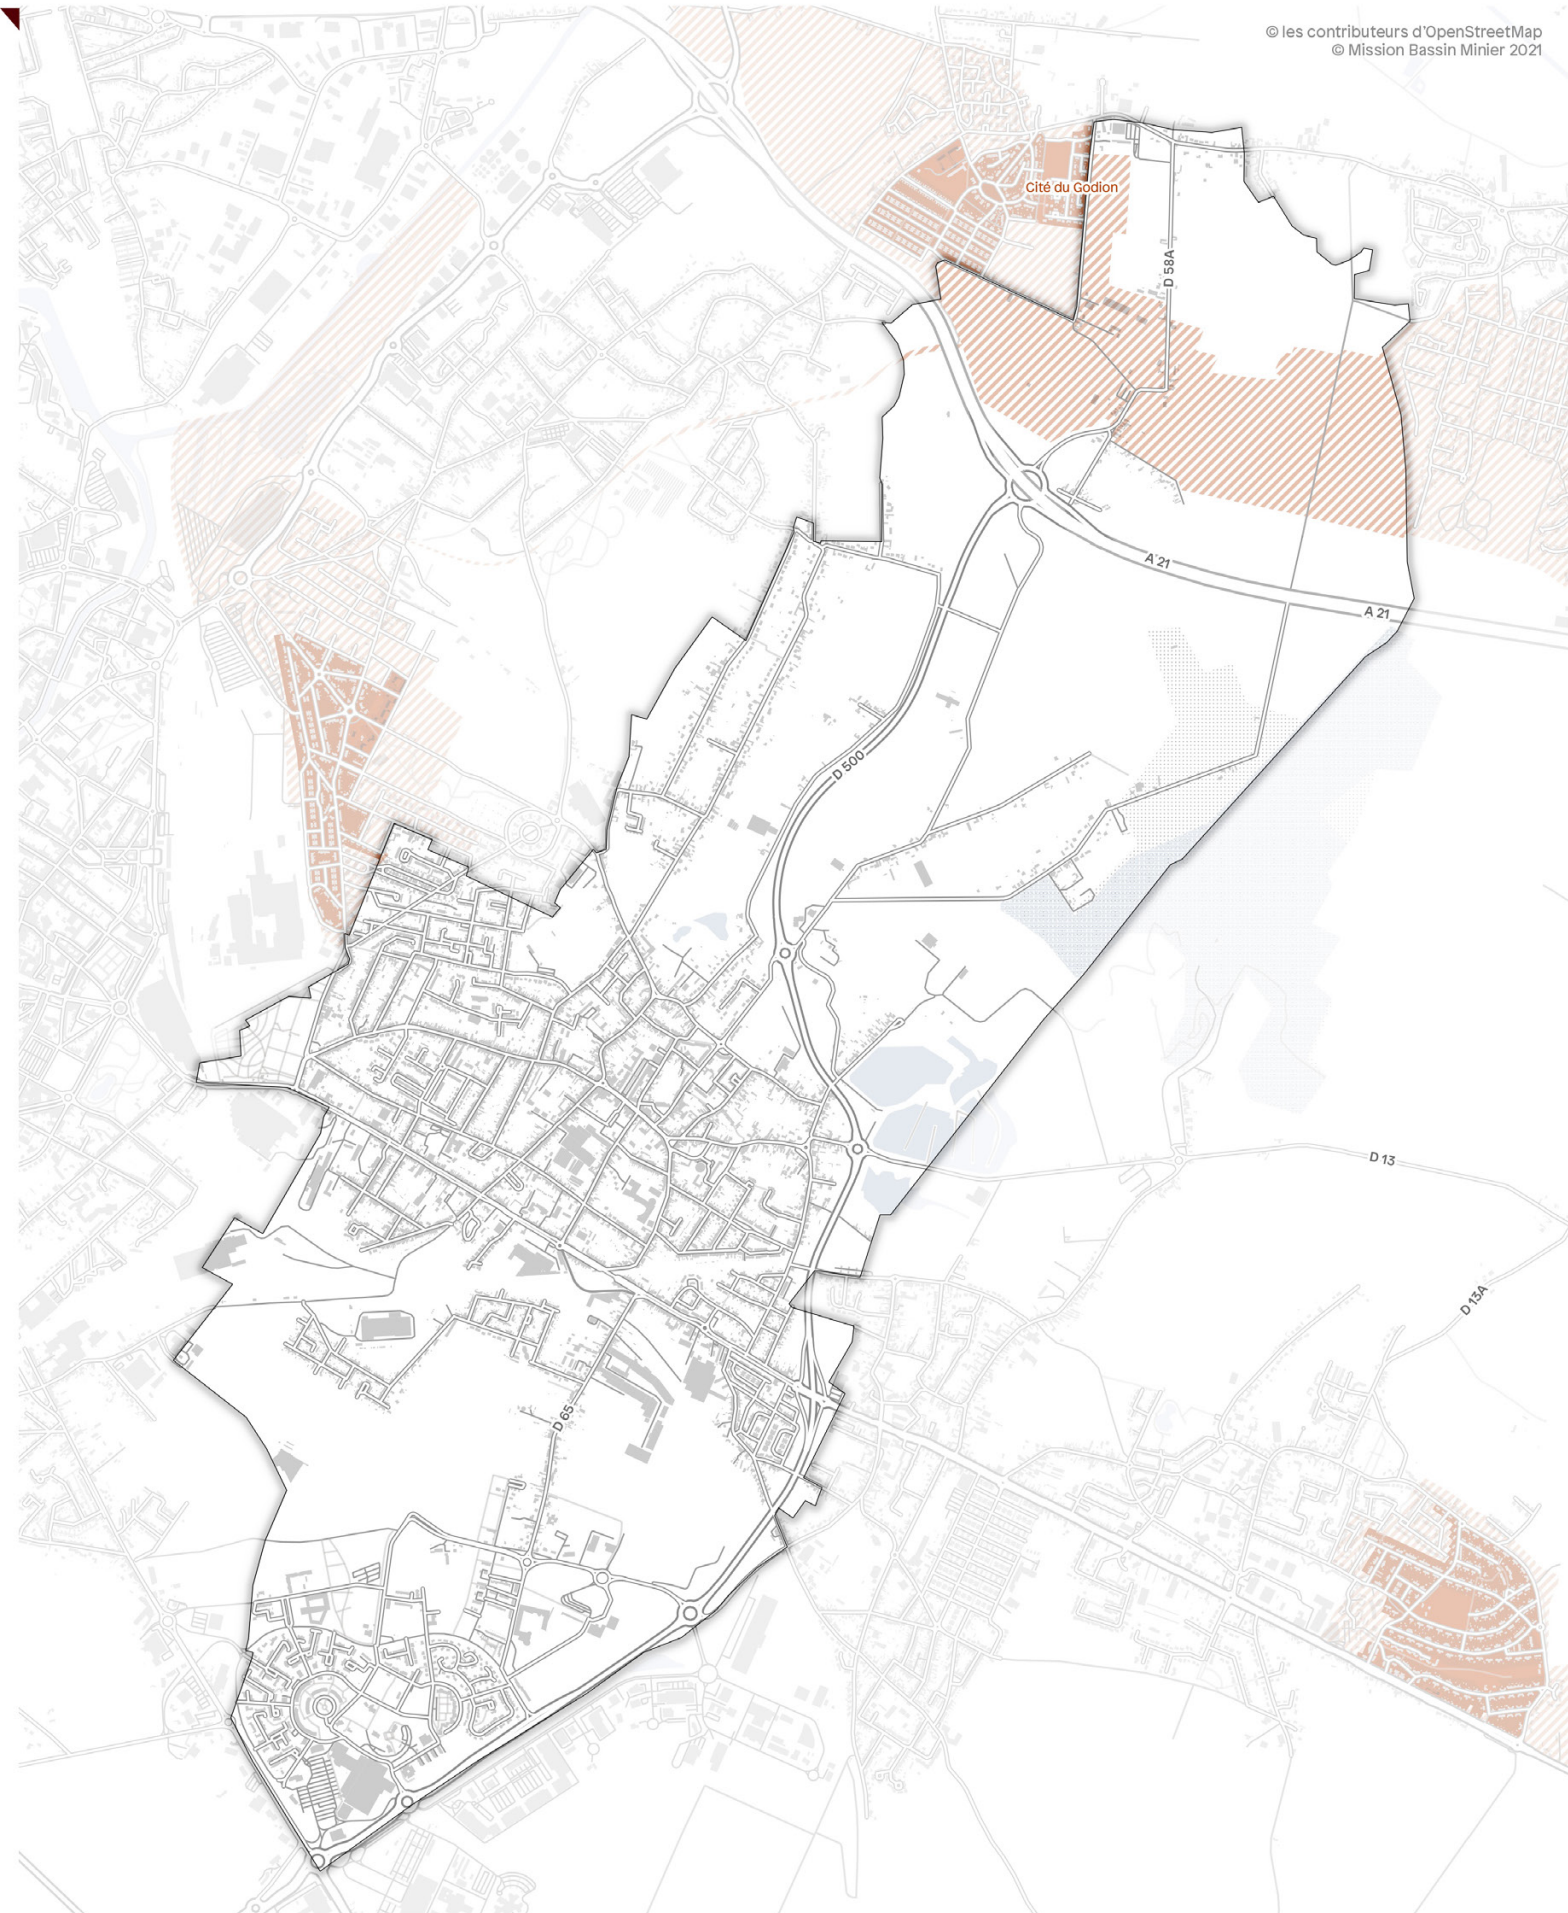 © les contributeurs d'OpenStreetMap
© Mission Bassin Minier 2021
Cité du Godion
D 58A
A 21
A 21
D 500
D 13
D 13A
D 65